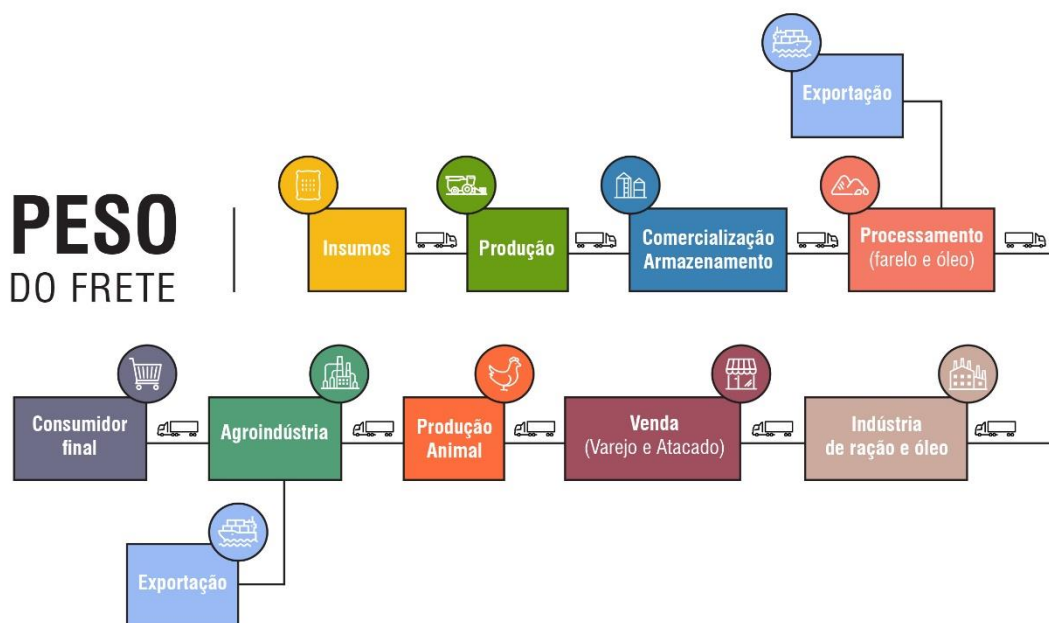 PESO
DO FRETE
Exportação
Insumos
Produção
Comercialização
Armazenamento
Processamento
(farelo e óleo)
Consumidor
final
Agroindústria
Produção
Animal
Venda
(Varejo e Atacado)
Indústria
de ração e óleo
Exportação